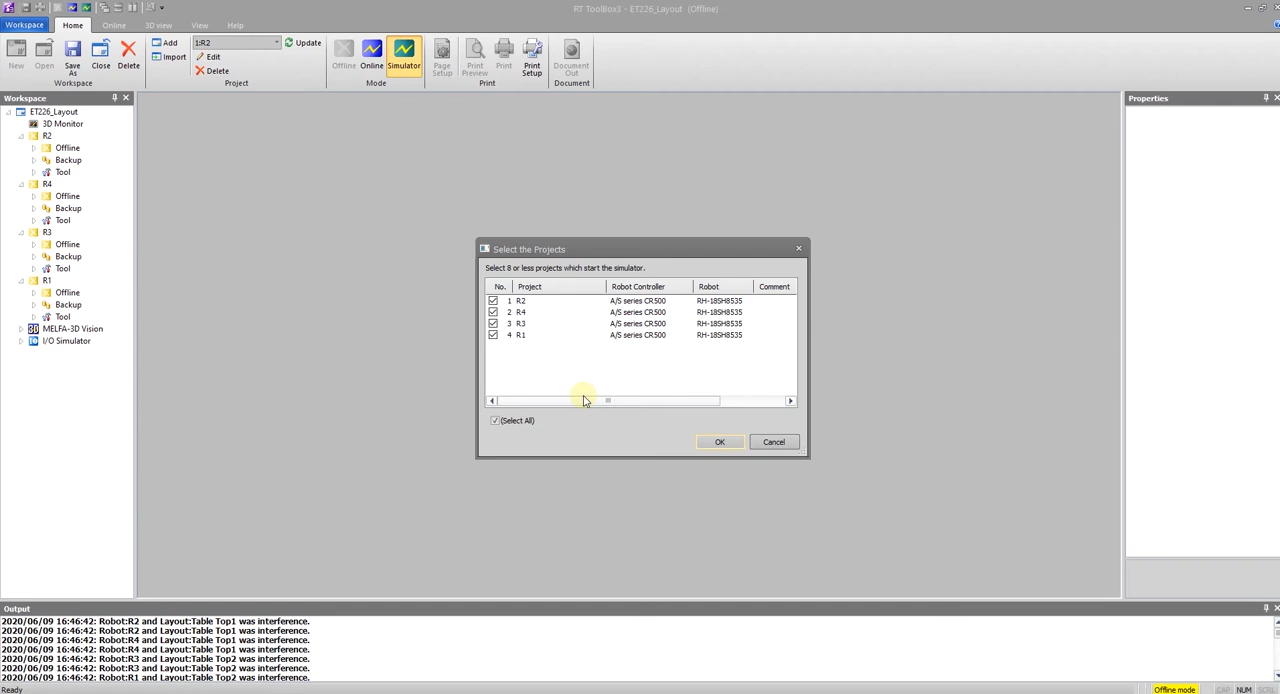 RT ToolBox3 - ET226_Layout (Offline)
Workspace Home Online 3D view View Help
New Open Save As Close Delete
Workspace
Add 1:R2 Update
Import Edit
Delete
Project
Offline Online Simulator
Mode
Page Setup Print Preview Print Print Setup
Print
Document Out
Document
Workspace
ET226_Layout
3D Monitor
R2
Offline
Backup
Tool
R4
Offline
Backup
Tool
R3
Offline
Backup
Tool
R1
Offline
Backup
Tool
MELFA-3D Vision
I/O Simulator
Select the Projects
Select 8 or less projects which start the simulator.
No. Project Robot Controller Robot Comment
1 R2 A/S series CR500 RH-18SH8535
2 R4 A/S series CR500 RH-18SH8535
3 R3 A/S series CR500 RH-18SH8535
4 R1 A/S series CR500 RH-18SH8535
(Select All)
OK Cancel
Properties
Output
2020/06/09 16:46:42: Robot:R2 and Layout:Table Top1 was interference.
2020/06/09 16:46:42: Robot:R2 and Layout:Table Top1 was interference.
2020/06/09 16:46:42: Robot:R4 and Layout:Table Top1 was interference.
2020/06/09 16:46:42: Robot:R4 and Layout:Table Top1 was interference.
2020/06/09 16:46:42: Robot:R3 and Layout:Table Top2 was interference.
2020/06/09 16:46:42: Robot:R3 and Layout:Table Top2 was interference.
2020/06/09 16:46:42: Robot:R1 and Layout:Table Top2 was interference.
Ready Offline mode CAP NUM SCRL